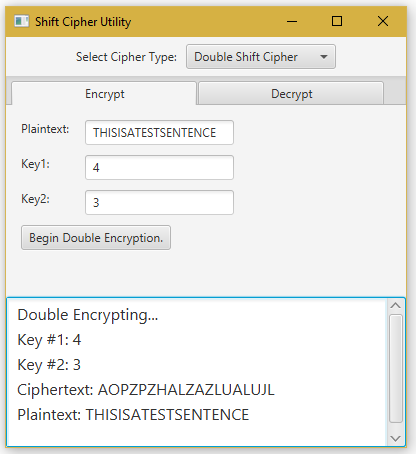 Shift Cipher Utility
Select Cipher Type: Double Shift Cipher
Encrypt Decrypt
Plaintext: THISISATESTSENTENCE
Key1: 4
Key2: 3
Begin Double Encryption.
Double Encrypting...
Key #1: 4
Key #2: 3
Ciphertext: AOPZPZHALZAZLUALUJL
Plaintext: THISISATESTSENTENCE